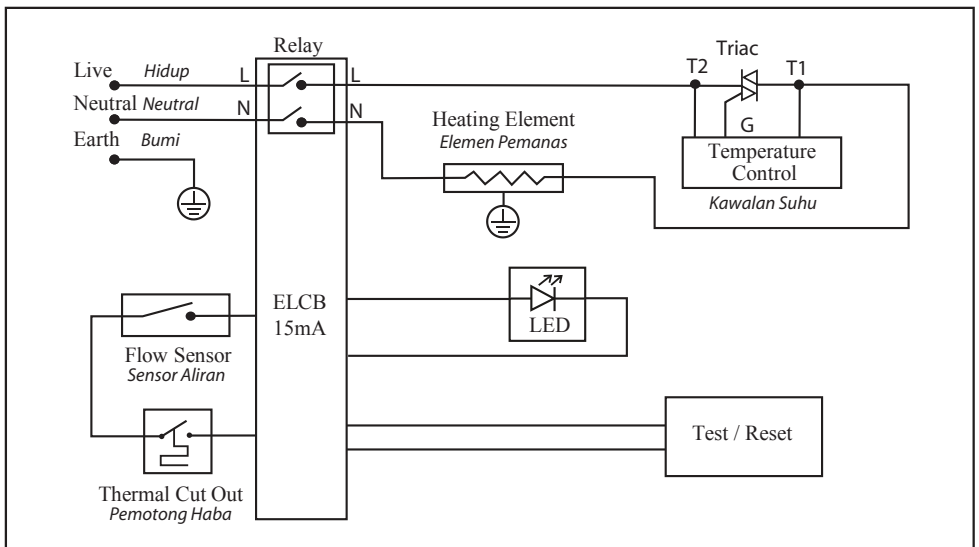 Relay
Live Hidup L L
Neutral Neutral N N
Earth Bumi
Triac
T2 T1
G
Heating Element
Elemen Pemanas
Temperature
Control
Kawalan Suhu
ELCB
15mA
LED
Flow Sensor
Sensor Aliran
Test / Reset
Thermal Cut Out
Pemotong Haba